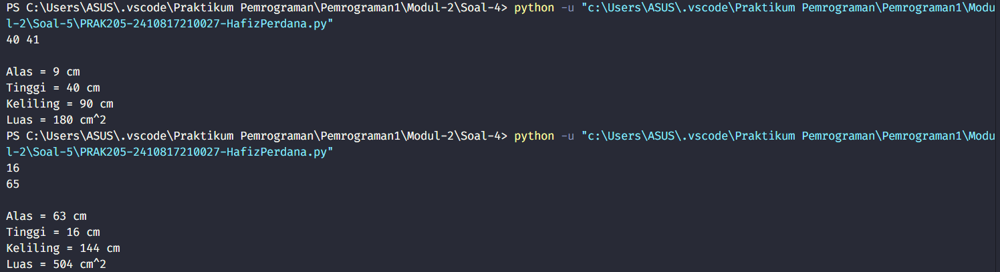 PS C:\Users\ASUS\.vscode\Praktikum Pemrograman\Pemrograman1\Modul-2\Soal-4> python -u "c:\Users\ASUS\.vscode\Praktikum Pemrograman\Pemrograman1\Modu
l-2\Soal-5\PRAK205-2410817210027-HafizPerdana.py"
40 41
Alas = 9 cm
Tinggi = 40 cm
Keliling = 90 cm
Luas = 180 cm^2
PS C:\Users\ASUS\.vscode\Praktikum Pemrograman\Pemrograman1\Modul-2\Soal-4> python -u "c:\Users\ASUS\.vscode\Praktikum Pemrograman\Pemrograman1\Modu
l-2\Soal-5\PRAK205-2410817210027-HafizPerdana.py"
16
65
Alas = 63 cm
Tinggi = 16 cm
Keliling = 144 cm
Luas = 504 cm^2